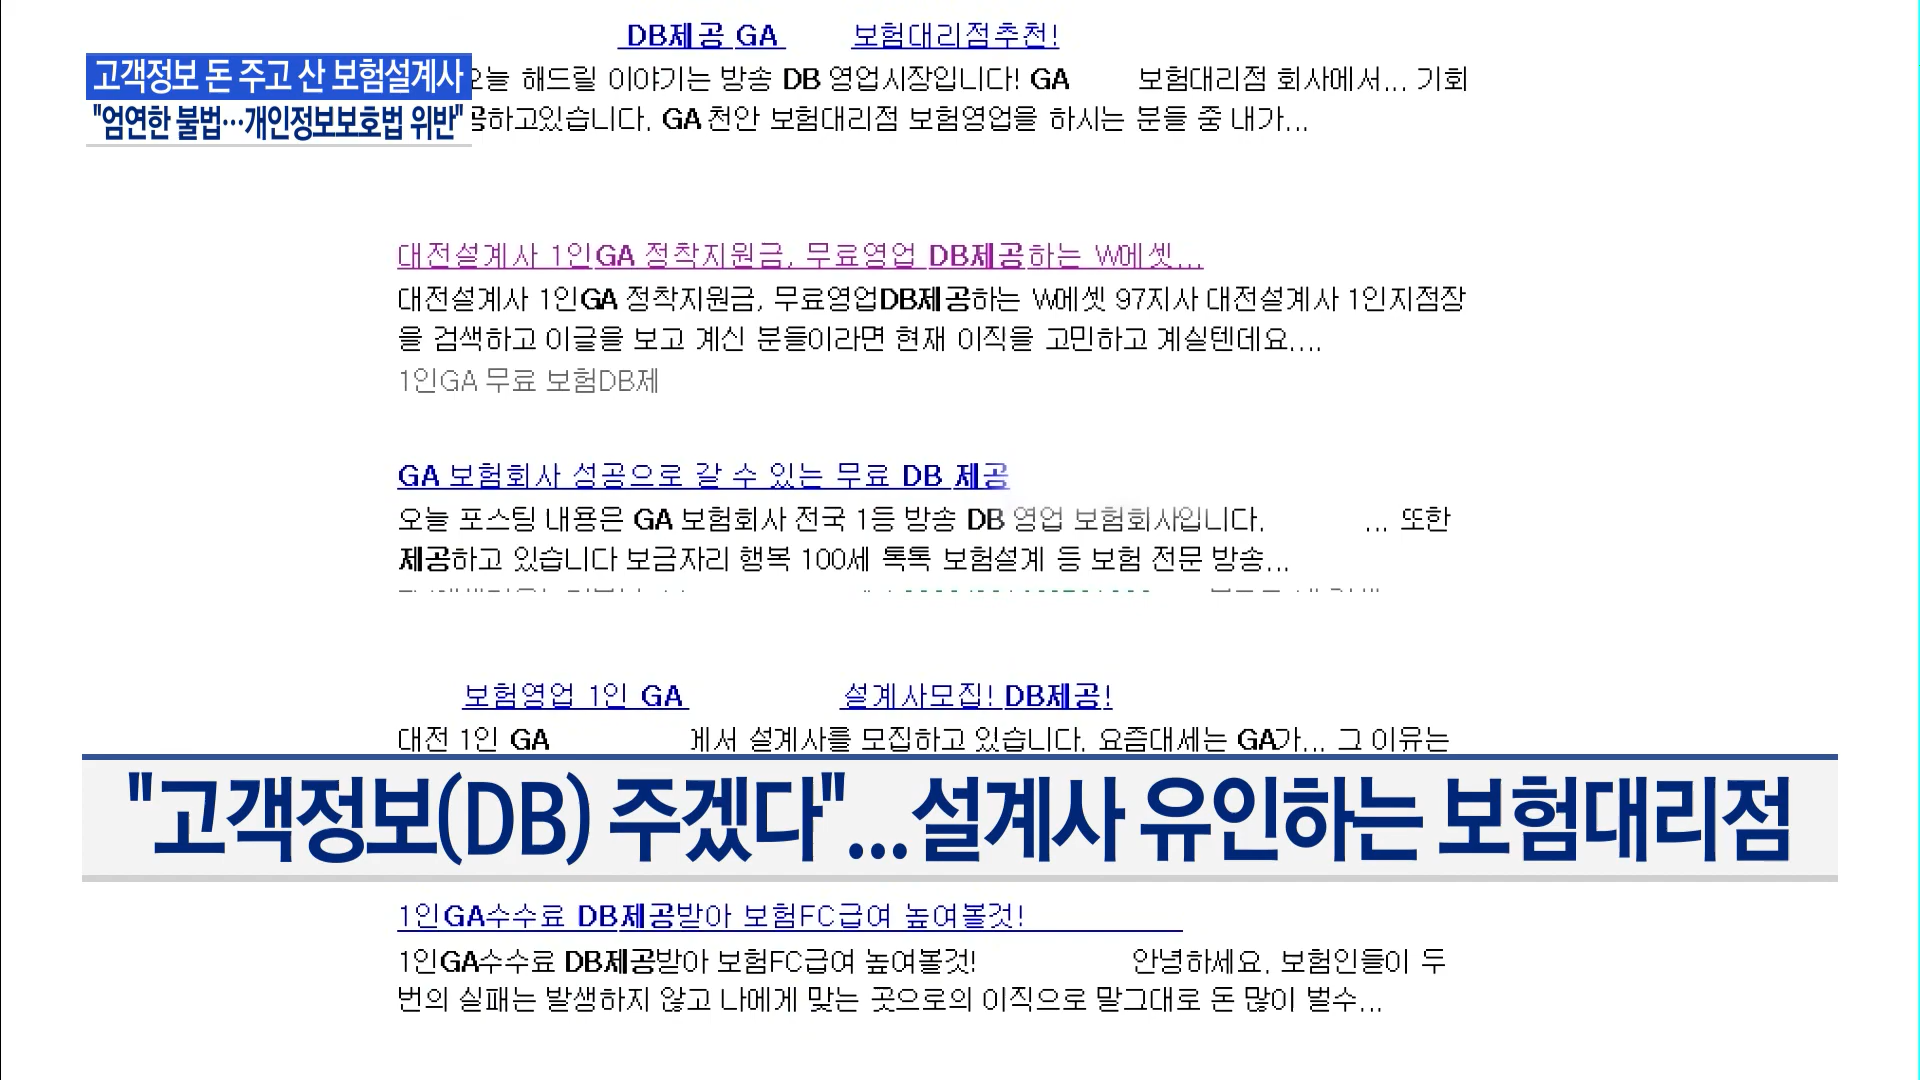 DB제공 GA 보험대리점추천!
고객정보 돈 주고 산 보험설계사
오늘 해드릴 이야기는 방송 DB 영업시장입니다! GA 보험대리점 회사에서... 기회
"엄연한 불법…개인정보보호법 위반"
공하고있습니다. GA 천안 보험대리점 보험영업을 하시는 분들 중 내가...
대전설계사 1인GA 정착지원금, 무료영업 DB제공하는 W에셋...
대전설계사 1인GA 정착지원금, 무료영업DB제공하는 W에셋 97지사 대전설계사 1인지점장
을 검색하고 이글을 보고 계신 분들이라면 현재 이직을 고민하고 계실텐데요....
1인GA 무료 보험DB제
GA 보험회사 성공으로 갈 수 있는 무료 DB 제공
오늘 포스팅 내용은 GA 보험회사 전국 1등 방송 DB 영업 보험회사입니다. ... 또한
제공하고 있습니다 보금자리 행복 100세 톡톡 보험설계 등 보험 전문 방송...
보험영업 1인 GA 설계사모집! DB제공!
대전 1인 GA 게서 설계사를 모집하고 있습니다. 요즘대세는 GA가... 그 이유는
"고객정보(DB) 주겠다"...설계사 유인하는 보험대리점
1인GA수수료 DB제공받아 보험FC급여 높여볼것!
1인GA수수료 DB제공받아 보험FC급여 높여볼것! 안녕하세요. 보험인들이 두
번의 실패는 발생하지 않고 나에게 맞는 곳으로의 이직으로 말그대로 돈 많이 벌수...